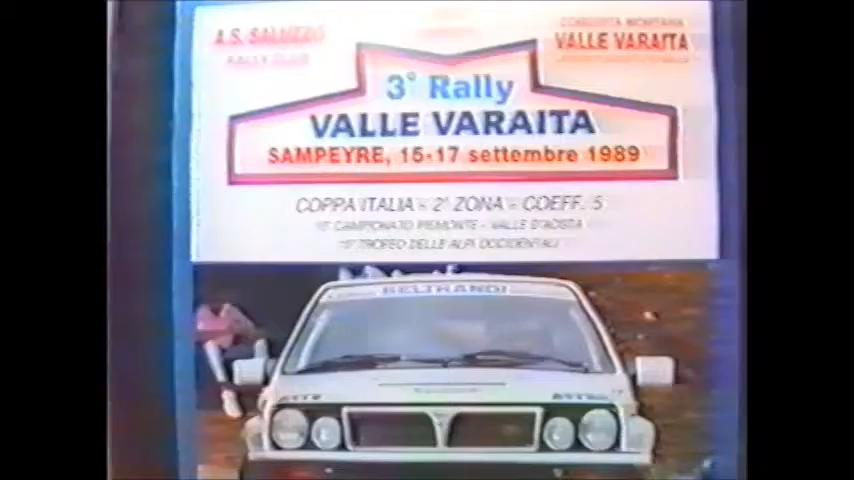 A.S. SALUZZO
RALLY CLUB
COMUNITÀ MONTANA
VALLE VARAITA
3° Rally
VALLE VARAITA
SAMPEYRE, 15-17 settembre 1989
COPPA ITALIA - 2ª ZONA - COEFF. 5
CAMPIONATO PIEMONTE - VALLE D'AOSTA
TROFEO DELLE ALPI OCCIDENTALI
BELTRANDI